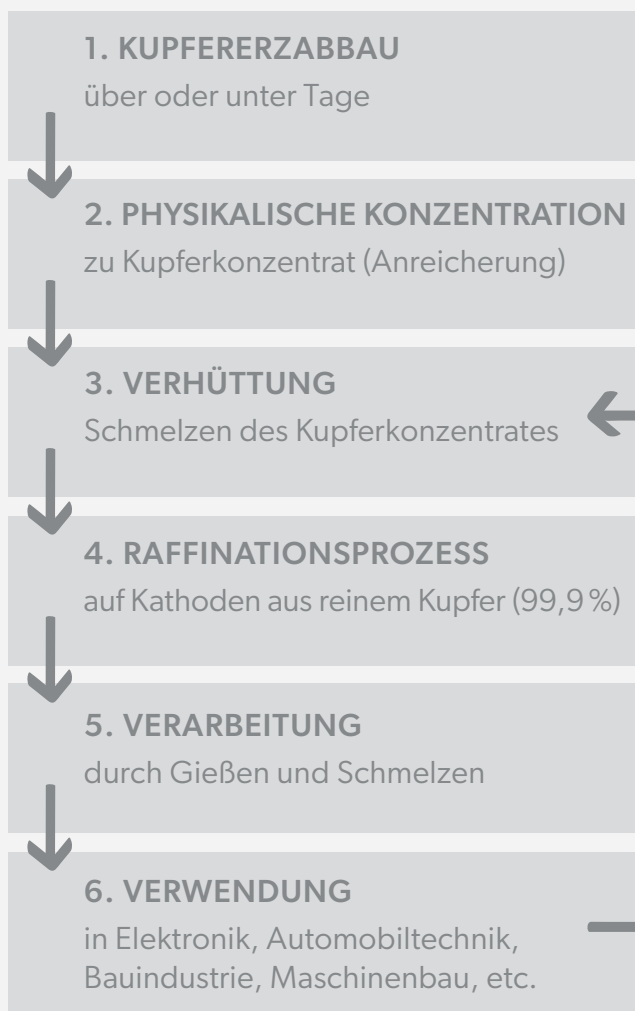 1. KUPFERERZABBAU
über oder unter Tage
2. PHYSIKALISCHE KONZENTRATION
zu Kupferkonzentrat (Anreicherung)
3. VERHÜTTUNG
Schmelzen des Kupferkonzentrates
4. RAFFINATIONSPROZESS
auf Kathoden aus reinem Kupfer (99,9 %)
5. VERARBEITUNG
durch Gießen und Schmelzen
6. VERWENDUNG
in Elektronik, Automobiltechnik,
Bauindustrie, Maschinenbau, etc.